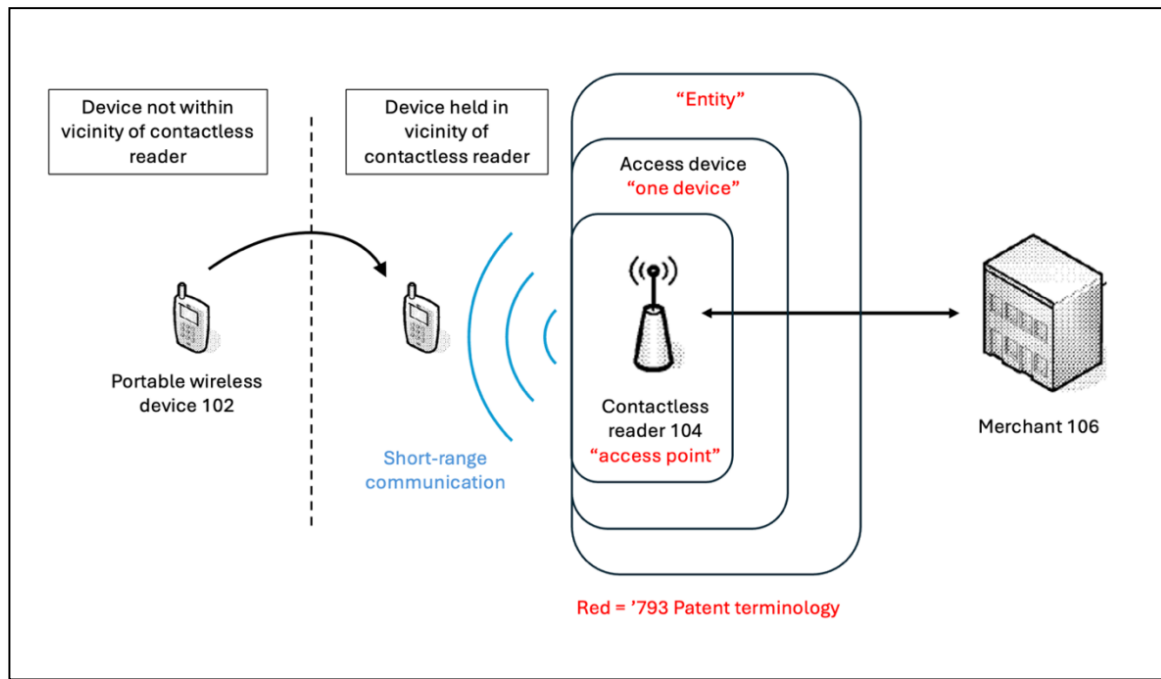 Device not within
vicinity of contactless
reader
Device held in
vicinity of
contactless reader
“Entity”
Access device
“one device”
Portable wireless
device 102
Short-range
communication
Contactless
reader 104
“access point”
Merchant 106
Red = ’793 Patent terminology